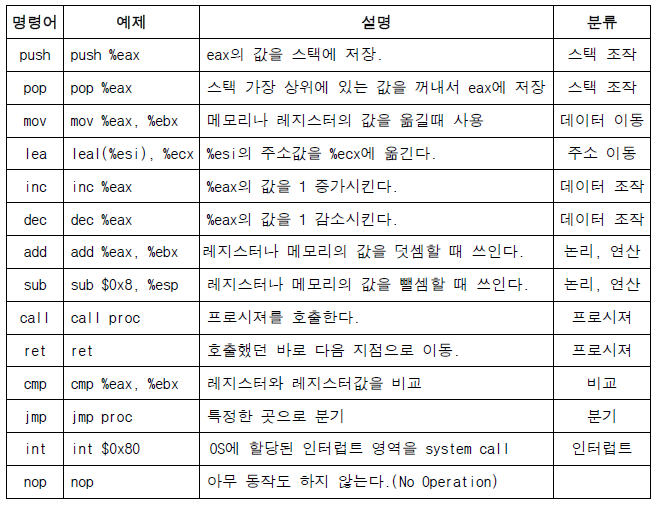 명령어 예제 설명 분류
push push %eax eax의 값을 스택에 저장. 스택 조작
pop pop %eax 스택 가장 상위에 있는 값을 꺼내서 eax에 저장 스택 조작
mov mov %eax, %ebx 메모리나 레지스터의 값을 옮길때 사용 데이터 이동
lea leal(%esi), %ecx %esi의 주소값을 %ecx에 옮긴다. 주소 이동
inc inc %eax %eax의 값을 1 증가시킨다. 데이터 조작
dec dec %eax %eax의 값을 1 감소시킨다. 데이터 조작
add add %eax, %ebx 레지스터나 메모리의 값을 덧셈할 때 쓰인다. 논리, 연산
sub sub $0x8, %esp 레지스터나 메모리의 값을 뺄셈할 때 쓰인다. 논리, 연산
call call proc 프로시져를 호출한다. 프로시져
ret ret 호출했던 바로 다음 지점으로 이동. 프로시져
cmp cmp %eax, %ebx 레지스터와 레지스터값을 비교 비교
jmp jmp proc 특정한 곳으로 분기 분기
int int $0x80 OS에 할당된 인터럽트 영역을 system call 인터럽트
nop nop 아무 동작도 하지 않는다.(No Operation)